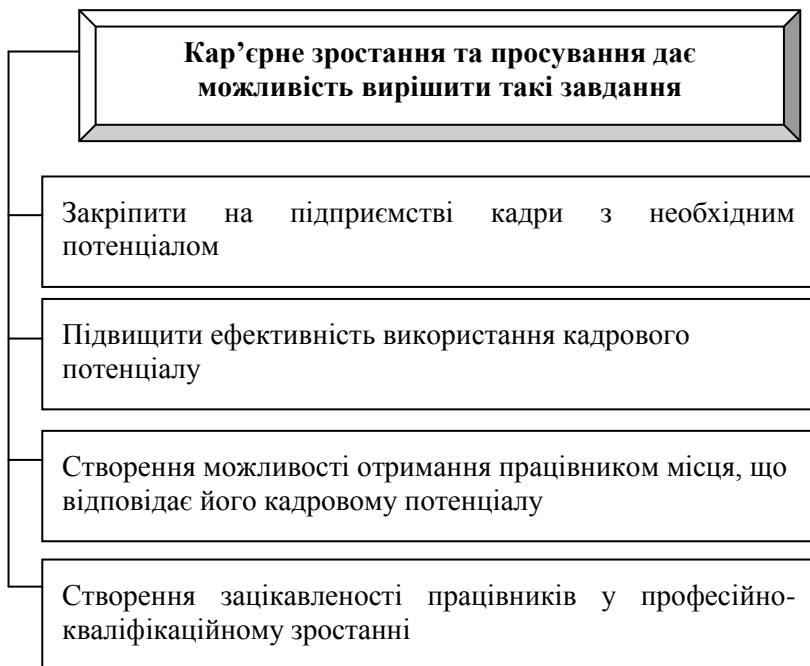 Кар’єрне зростання та просування дає
можливість вирішити такі завдання
Закріпити на підприємстві кадри з необхідним
потенціалом
Підвищити ефективність використання кадрового
потенціалу
Створення можливості отримання працівником місця, що
відповідає його кадровому потенціалу
Створення зацікавленості працівників у професійно-
кваліфікаційному зростанні